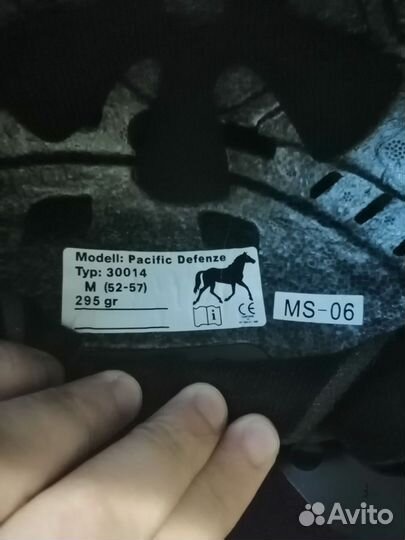 Modell: Pacific Defenze
Typ: 30014
M (52-57)
295 gr
CE
MS-06
Avito